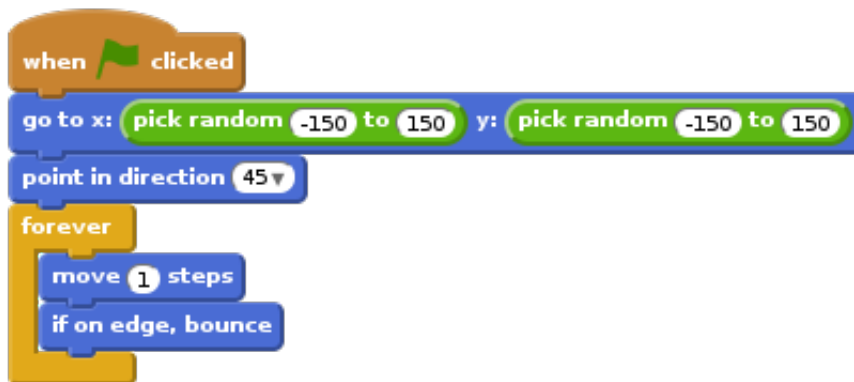 when clicked
go to x: pick random -150 to 150 y: pick random -150 to 150
point in direction 45
forever
move 1 steps
if on edge, bounce